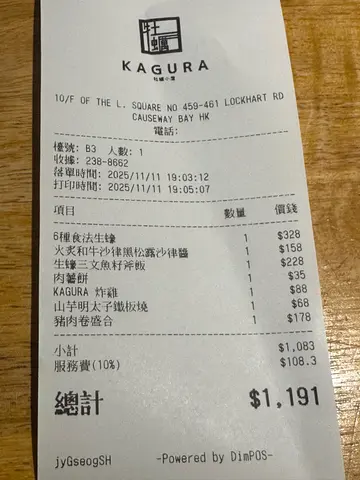 牡蠣
KAGURA
牡蠣小屋
10/F OF THE L. SQUARE NO 459-461 LOCKHART RD
CAUSEWAY BAY HK
電話:
檯號: B3 人數: 1
收據: 238-8662
落單時間: 2025/11/11 19:03:12
打印時間: 2025/11/11 19:05:07
項目 數量 價錢
6種食法生蠔 1 $328
火炙和牛沙律黑松露沙律醬 1 $158
生蠔三文魚籽斧飯 1 $228
肉薯餅 1 $35
KAGURA 炸雞 1 $88
山芋明太子鐵板燒 1 $68
豬肉卷盛合 1 $178
小計 $1,083
服務費(10%) $108.3
總計 $1,191
jyGseogSH -Powered by DimPOS-